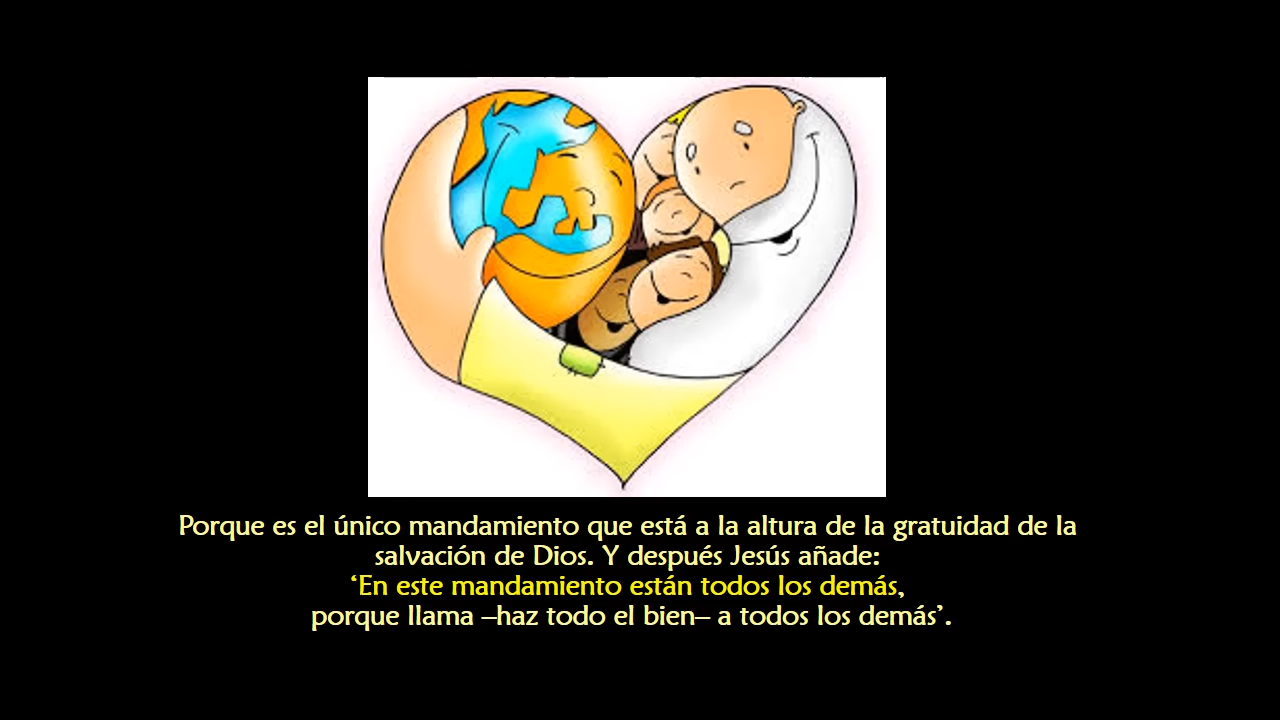 Porque es el único mandamiento que está a la altura de la gratuidad de la
salvación de Dios. Y después Jesús añade:
‘En este mandamiento están todos los demás,
porque llama –haz todo el bien– a todos los demás’.